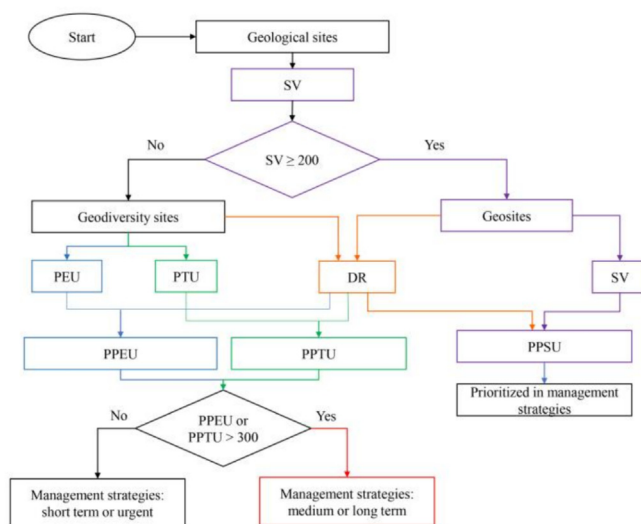 Start
Geological sites
SV
No
SV ≥ 200
Yes
Geodiversity sites
Geosites
PEU
PTU
DR
SV
PPEU
PPTU
PPSU
Prioritized in management
strategies
No
PPEU or
PPTU > 300
Yes
Management strategies:
short term or urgent
Management strategies:
medium or long term